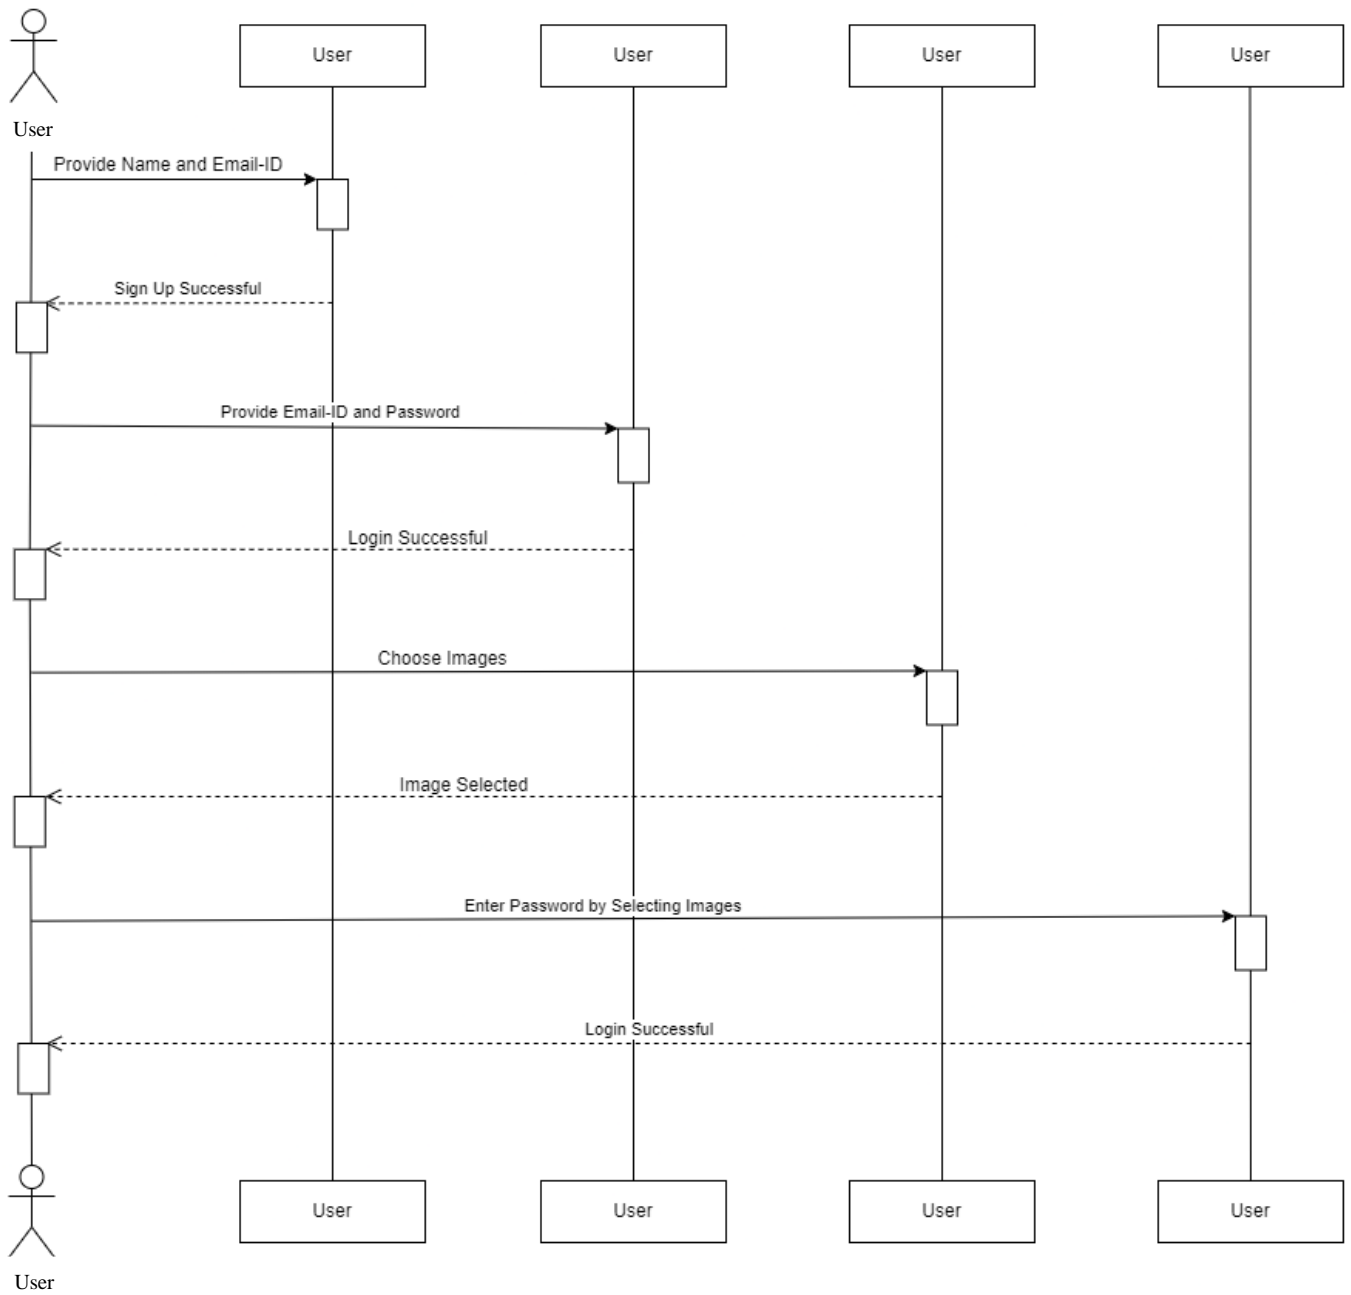 User
User
User
User
User
Provide Name and Email-ID
Sign Up Successful
Provide Email-ID and Password
Login Successful
Choose Images
Image Selected
Enter Password by Selecting Images
Login Successful
User
User
User
User
User